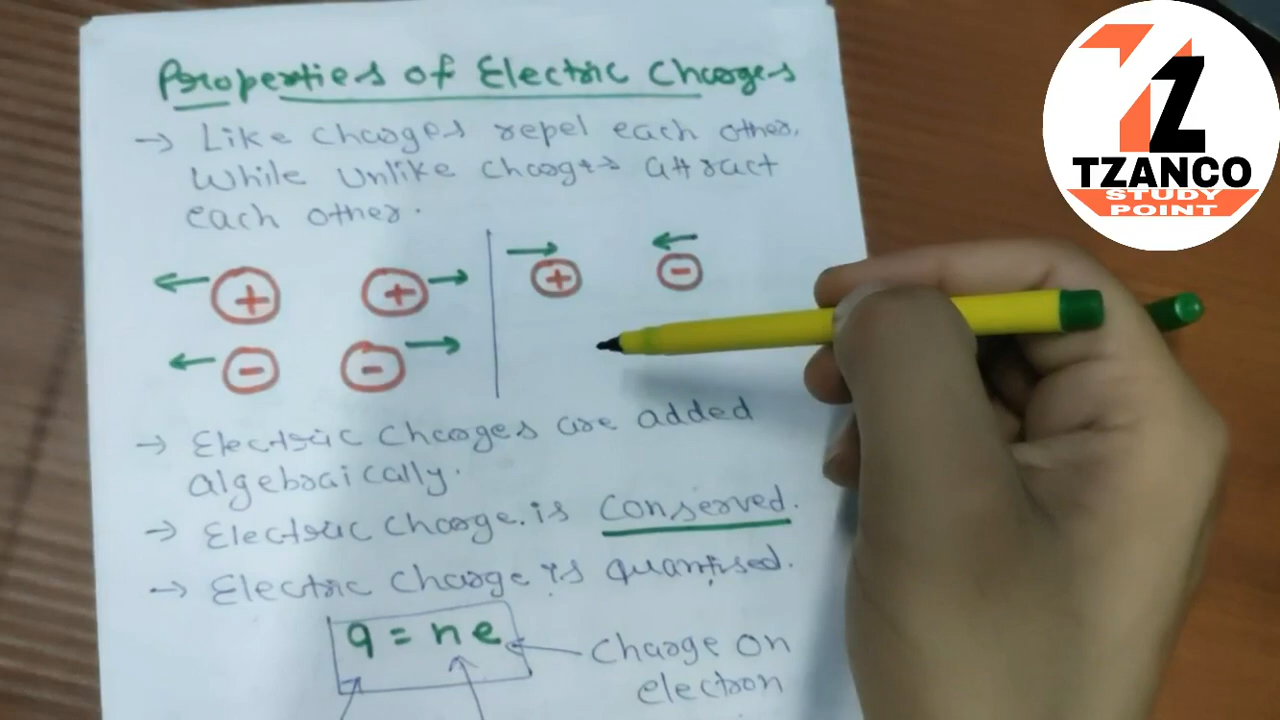 Properties of Electric Charges
→ Like Charges repel each other,
While Unlike Charges attract
each other.
← + + →
→ + - ←
← - - →
→ Electric Charges are added
algebraically.
→ Electric Charge is Conserved.
→ Electric Charge is quantised.
q = ne
Charge on
electron
TZ
TZANCO
STUDY
POINT